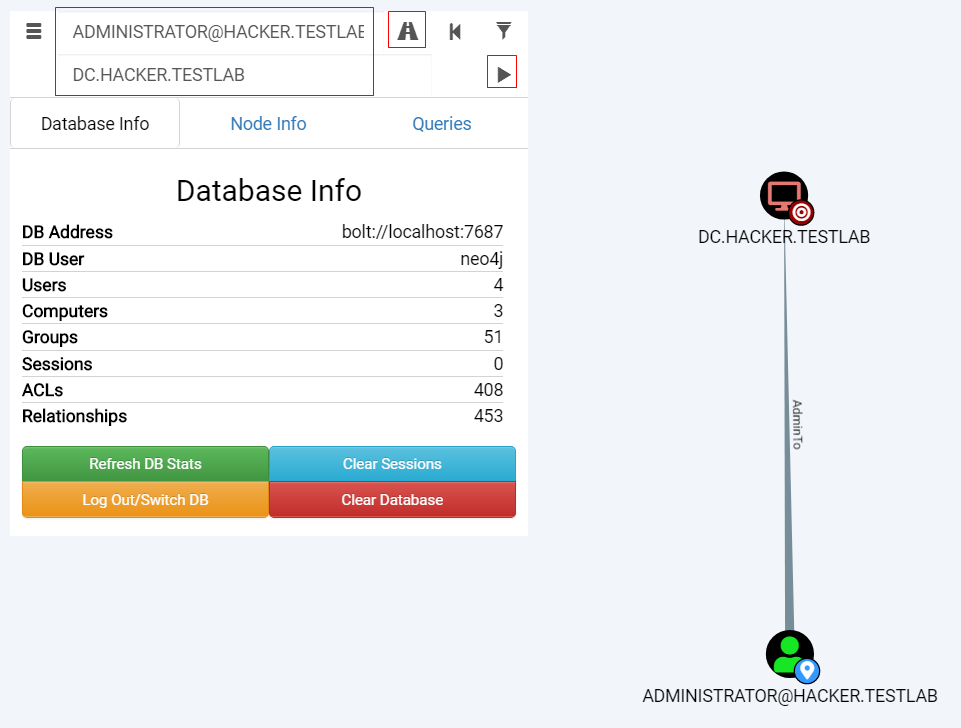 ADMINISTRATOR@HACKER.TESTLAB
DC.HACKER.TESTLAB
Database Info Node Info Queries
Database Info
DB Address bolt://localhost:7687
DB User neo4j
Users 4
Computers 3
Groups 51
Sessions 0
ACLs 408
Relationships 453
Refresh DB Stats Clear Sessions
Log Out/Switch DB Clear Database
DC.HACKER.TESTLAB
AdminTo
ADMINISTRATOR@HACKER.TESTLAB